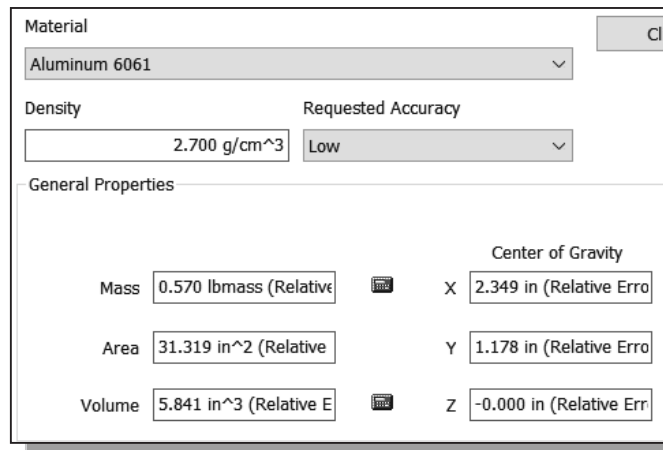 Material
Cl
Aluminum 6061
Density
Requested Accuracy
2.700 g/cm^3
Low
General Properties
Center of Gravity
Mass
0.570 lbmass (Relative
X
2.349 in (Relative Erro
Area
31.319 in^2 (Relative
Y
1.178 in (Relative Erro
Volume
5.841 in^3 (Relative E
Z
-0.000 in (Relative Err